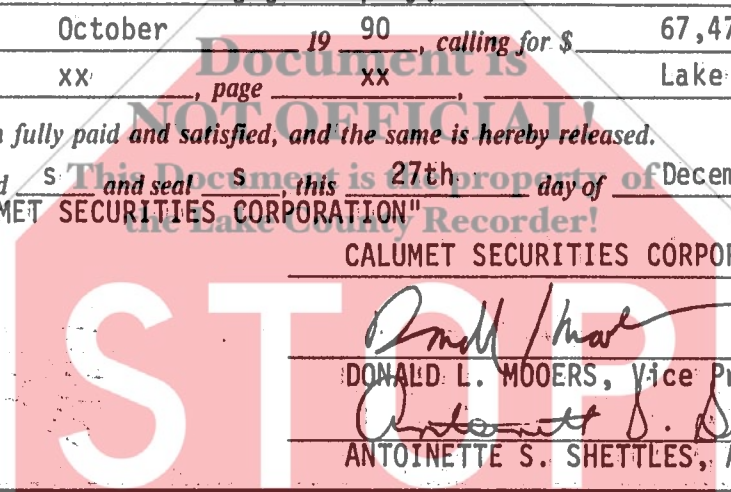 October 19 90, calling for $ 67,47
xx, page xx, Lake
fully paid and satisfied, and the same is hereby released.
s and seal s, this 27th day of Decem
MET SECURITIES CORPORATION"
CALUMET SECURITIES CORPOR
DONALD L. MOOERS, Vice Pr
ANTOINETTE S. SHETTLES, A
Document is
NOT OFFICIAL!
This Document is the property of
the Lake County Recorder!
STOP